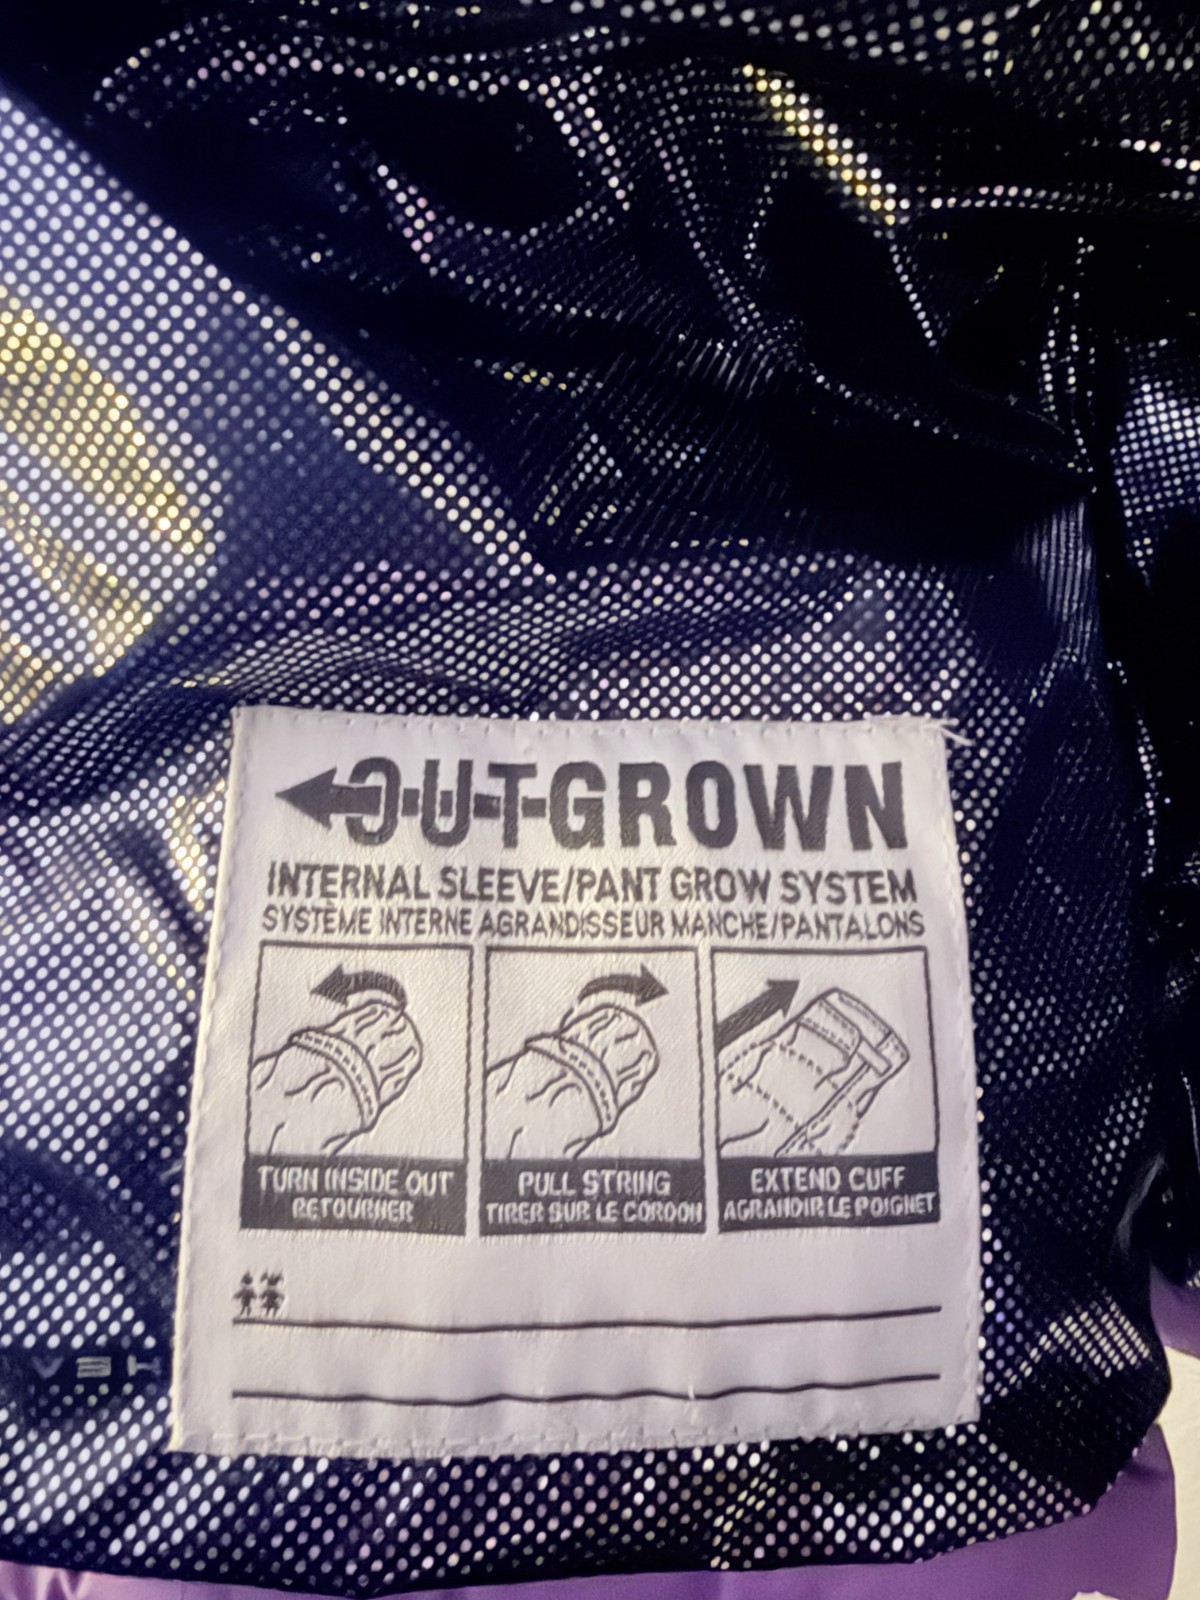 OUTGROWN
INTERNAL SLEEVE/PANT GROW SYSTEM
SYSTÈME INTERNE AGRANDISSEUR MANCHE/PANTALONS
TURN INSIDE OUT
RETOURNER
PULL STRING
TIRER SUR LE CORDON
EXTEND CUFF
AGRANDIR LE POIGNET